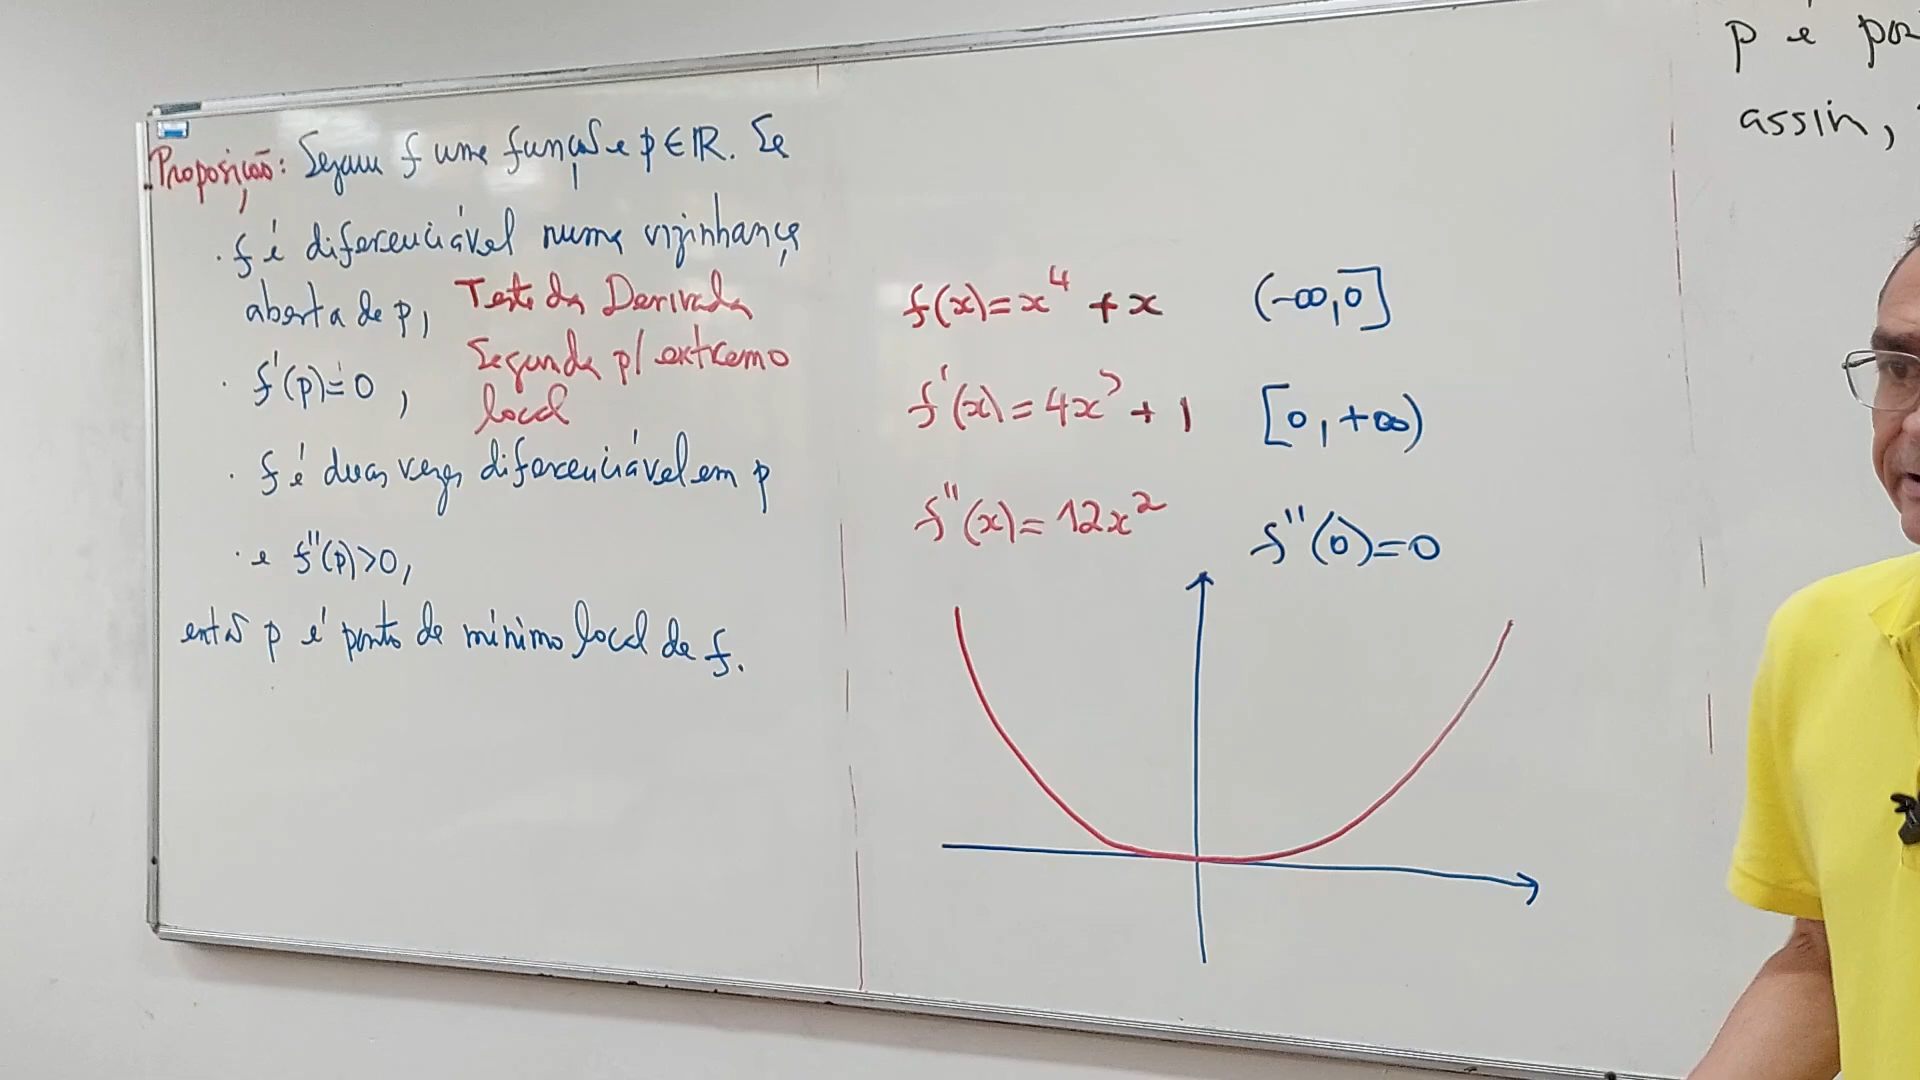 Proposição: Sejam f uma função e p ∈ ℝ. Se
· f é diferenciável numa vizinhança
aberta de p,
· f'(p)=0,
Teste da Derivada
Segunda p/ extremo
local
· f é duas vezes diferenciável em p
· e f''(p)>0,
então p é ponto de mínimo local de f.
f(x)=x⁴ + x (-∞,0]
f'(x)=4x³ + 1 [0,+∞)
f''(x)=12x² f''(0)=0
p é
assin,